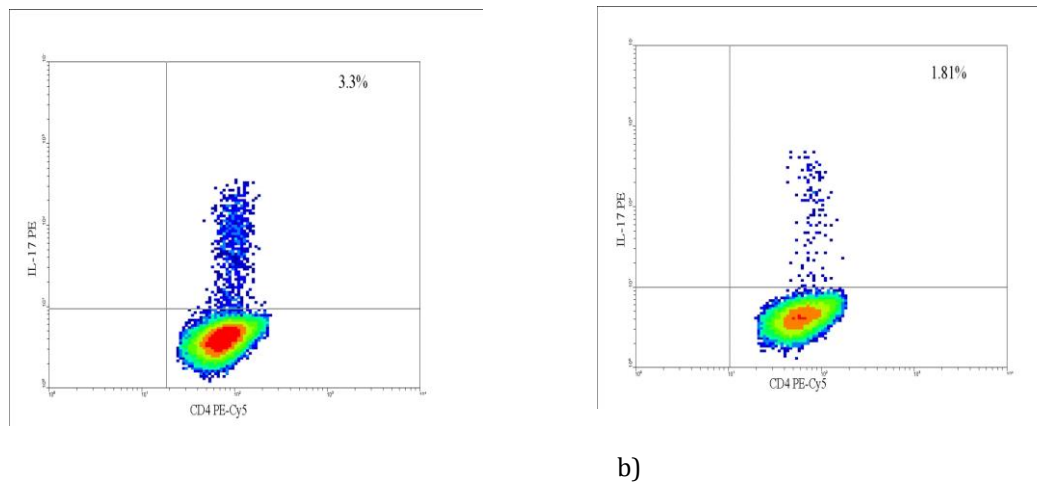 3.3%
IL-17 PE
CD4 PE-Cy5
1.81%
IL-17 PE
CD4 PE-Cy5
b)